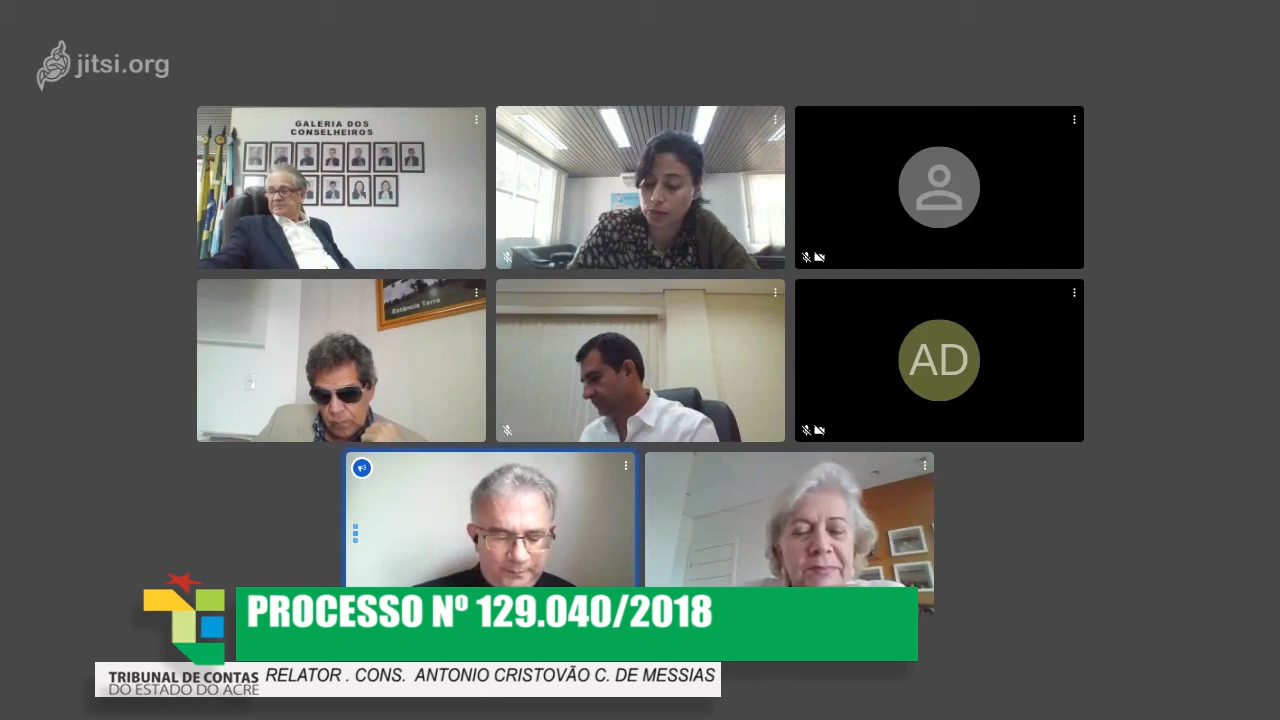 jitsi.org
GALERIA DOS
CONSELHEIROS
Estância Terra
AD
PROCESSO Nº 129.040/2018
TRIBUNAL DE CONTAS
DO ESTADO DO ACRE
RELATOR . CONS. ANTONIO CRISTOVÃO C. DE MESSIAS